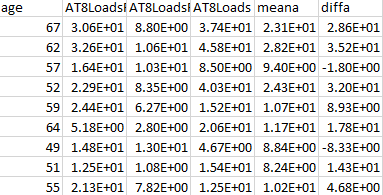 age AT8LoadsI AT8LoadsI AT8Loads meana diffa
67 3.06E+01 8.80E+00 3.74E+01 2.31E+01 2.86E+01
62 3.26E+01 1.06E+01 4.58E+01 2.82E+01 3.52E+01
57 1.64E+01 1.03E+01 8.50E+00 9.40E+00 -1.80E+00
52 2.29E+01 8.35E+00 4.03E+01 2.43E+01 3.20E+01
59 2.44E+01 6.27E+00 1.52E+01 1.07E+01 8.93E+00
64 5.18E+00 2.80E+00 2.06E+01 1.17E+01 1.78E+01
49 1.48E+01 1.30E+01 4.67E+00 8.84E+00 -8.33E+00
51 1.25E+01 1.08E+00 1.54E+01 8.24E+00 1.43E+01
55 2.13E+01 7.82E+00 1.25E+01 1.02E+01 4.68E+00